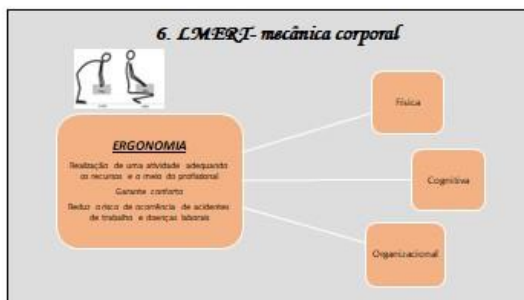 6. LMERT- mecânica corporal
ERGONOMIA
Realização de uma atividade adequando
os recursos e o meio do profissional
Garante conforto
Reduz o risco de ocorrência de acidentes
de trabalho e doenças laborais
Física
Cognitiva
Organizacional